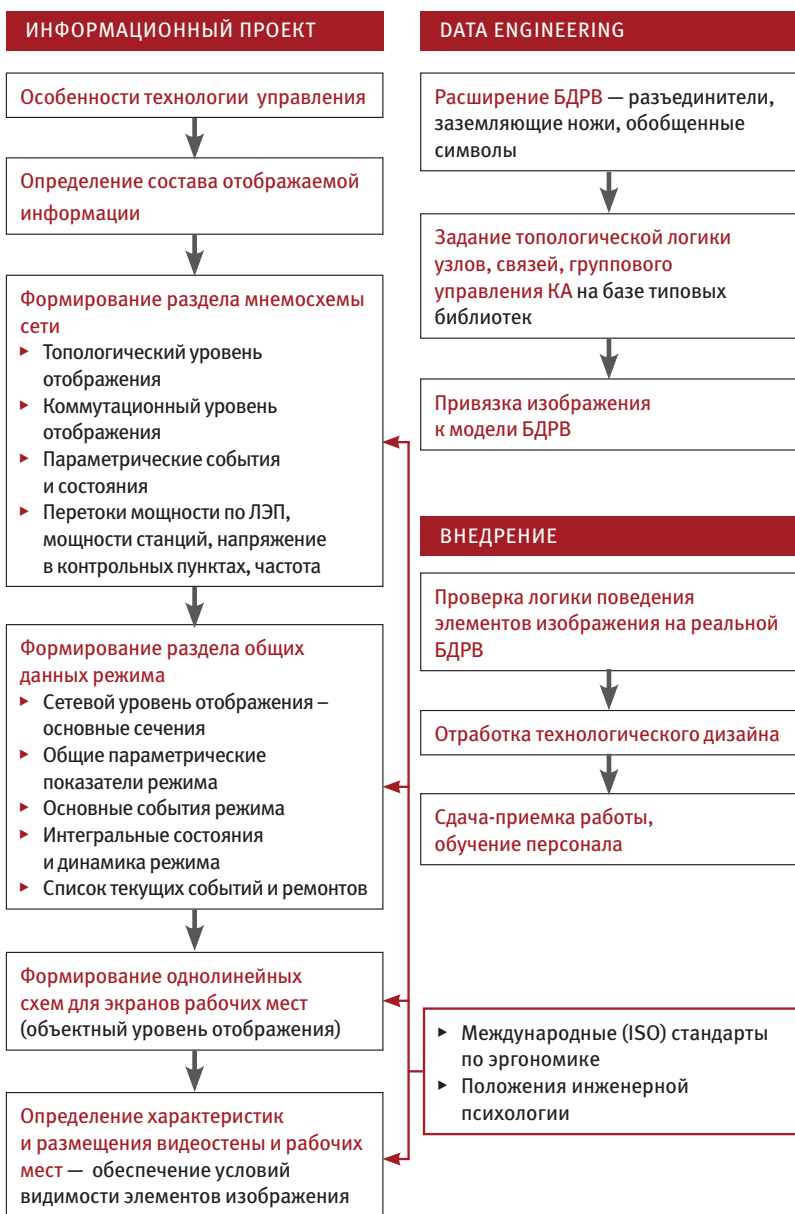 ИНФОРМАЦИОННЫЙ ПРОЕКТ
Особенности технологии управления
Определение состава отображаемой
информации
Формирование раздела мнемосхемы
сети
▸ Топологический уровень
отображения
▸ Коммутационный уровень
отображения
▸ Параметрические события
и состояния
▸ Перетоки мощности по ЛЭП,
мощности станций, напряжение
в контрольных пунктах, частота
Формирование раздела общих
данных режима
▸ Сетевой уровень отображения –
основные сечения
▸ Общие параметрические
показатели режима
▸ Основные события режима
▸ Интегральные состояния
и динамика режима
▸ Список текущих событий и ремонтов
Формирование однолинейных
схем для экранов рабочих мест
(объектный уровень отображения)
Определение характеристик
и размещения видеостены и рабочих
мест — обеспечение условий
видимости элементов изображения
DATA ENGINEERING
Расширение БДРВ — разъединители,
заземляющие ножи, обобщенные
символы
Задание топологической логики
узлов, связей, группового
управления КА на базе типовых
библиотек
Привязка изображения
к модели БДРВ
ВНЕДРЕНИЕ
Проверка логики поведения
элементов изображения на реальной
БДРВ
Отработка технологического дизайна
Сдача-приемка работы,
обучение персонала
▸ Международные (ISO) стандарты
по эргономике
▸ Положения инженерной
психологии